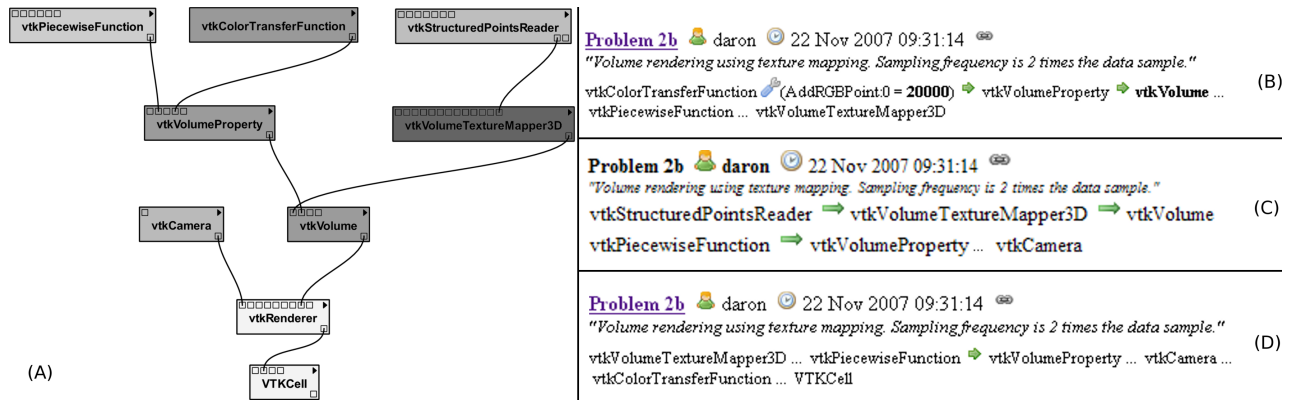 vtkPiecewiseFunction
vtkColorTransferFunction
vtkStructuredPointsReader
vtkVolumeProperty
vtkVolumeTextureMapper3D
vtkCamera
vtkVolume
vtkRenderer
VTKCell
(A)
Problem 2b daron 22 Nov 2007 09:31:14
"Volume rendering using texture mapping. Sampling frequency is 2 times the data sample."
vtkColorTransferFunction (AddRGBPoint:0 = 20000) vtkVolumeProperty vtkVolume ...
vtkPiecewiseFunction ... vtkVolumeTextureMapper3D
(B)
Problem 2b daron 22 Nov 2007 09:31:14
"Volume rendering using texture mapping. Sampling frequency is 2 times the data sample."
vtkStructuredPointsReader vtkVolumeTextureMapper3D vtkVolume
vtkPiecewiseFunction vtkVolumeProperty ... vtkCamera
(C)
Problem 2b daron 22 Nov 2007 09:31:14
"Volume rendering using texture mapping. Sampling frequency is 2 times the data sample."
vtkVolumeTextureMapper3D ... vtkPiecewiseFunction vtkVolumeProperty ... vtkCamera ...
vtkColorTransferFunction ... VTKCell
(D)